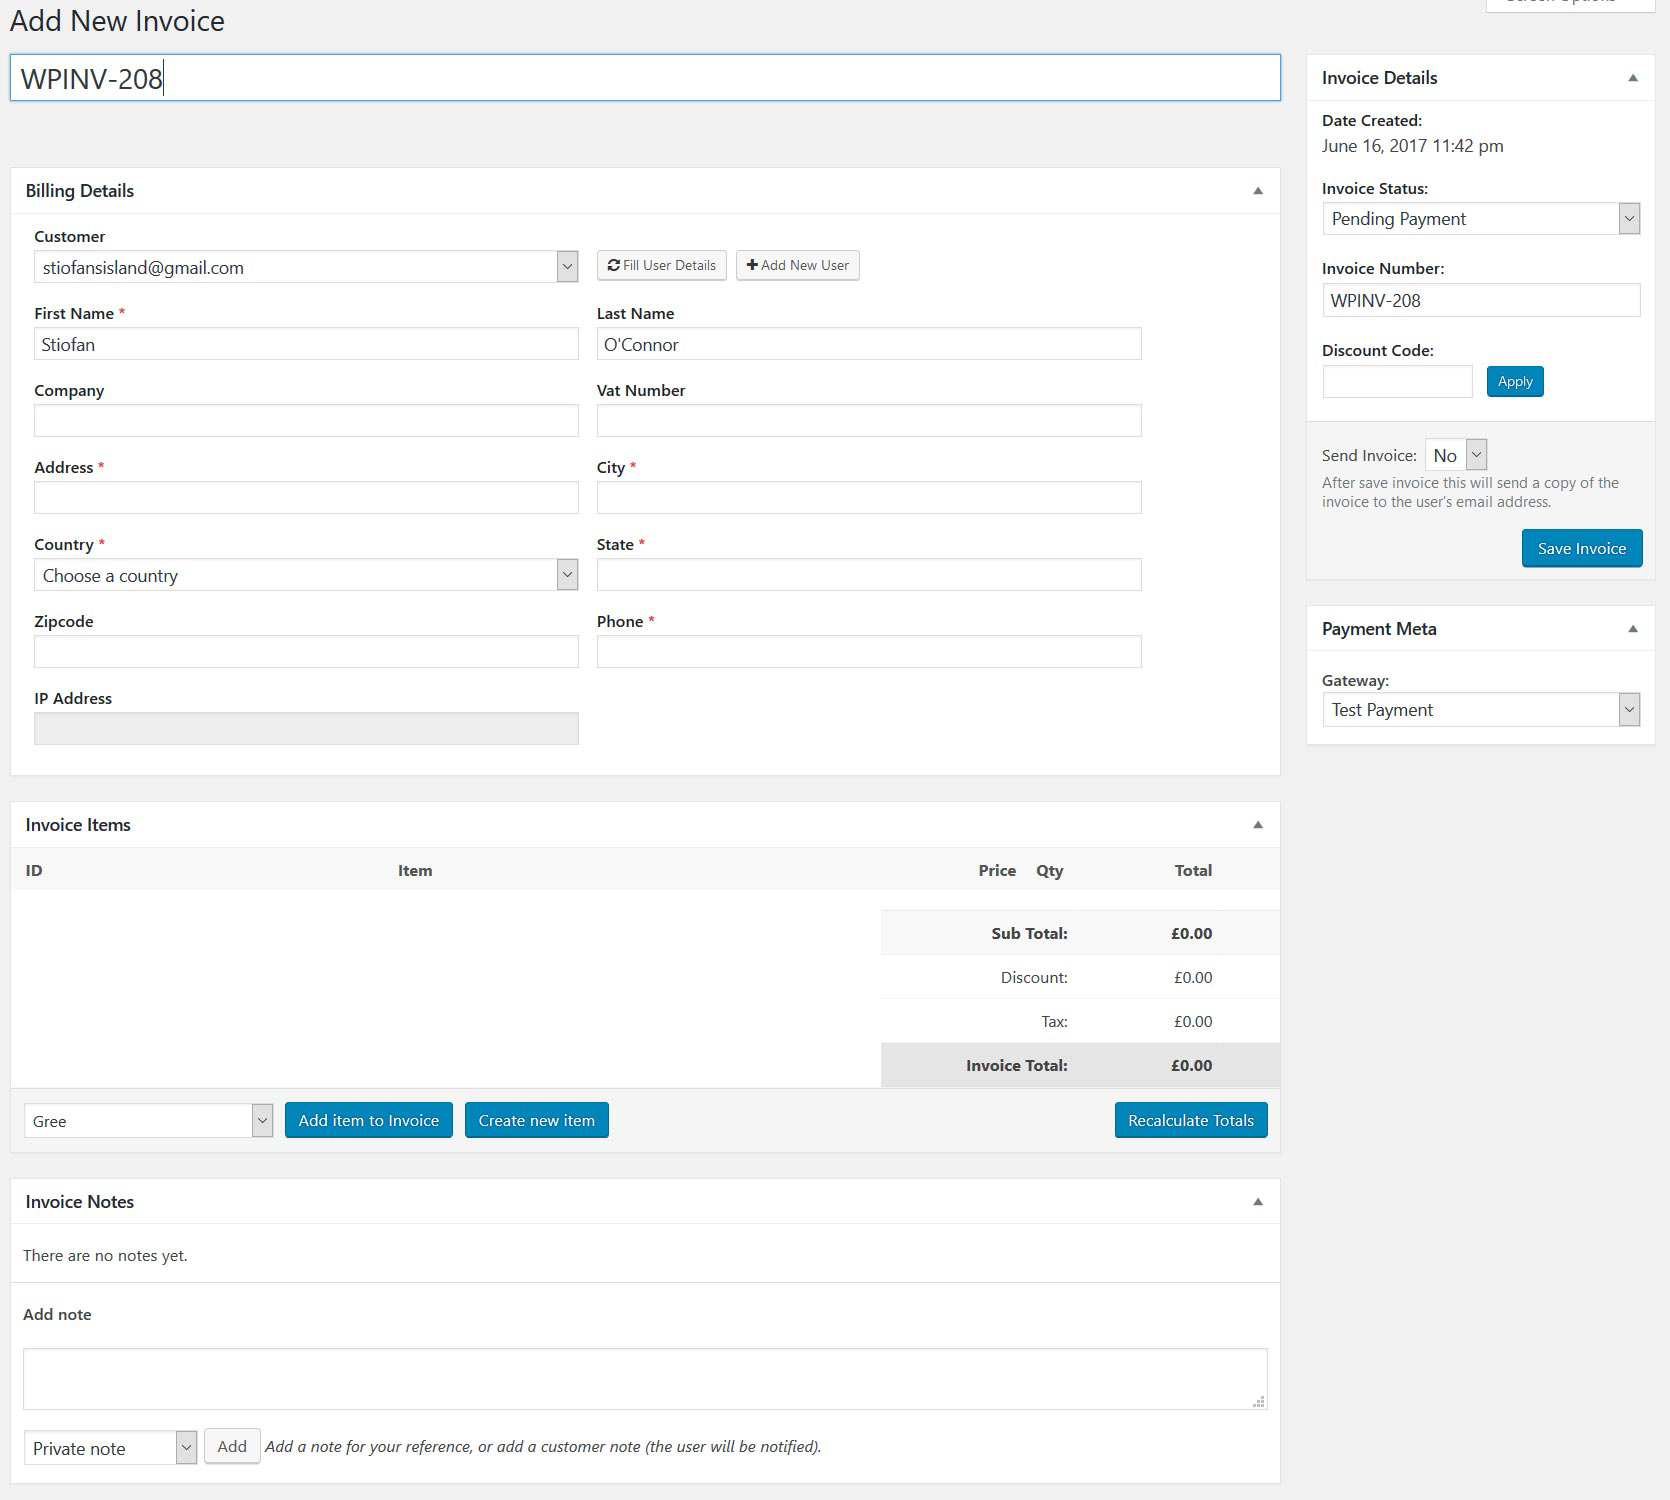 Add New Invoice
WPINV-208
Billing Details
Customer
stiofansisland@gmail.com
Fill User Details
Add New User
First Name *
Last Name
Stiofan
O'Connor
Company
Vat Number
Address *
City *
Country *
State *
Choose a country
Zipcode
Phone *
IP Address
Invoice Items
ID Item Price Qty Total
Sub Total: £0.00
Discount: £0.00
Tax: £0.00
Invoice Total: £0.00
Gree
Add item to Invoice
Create new item
Recalculate Totals
Invoice Notes
There are no notes yet.
Add note
Private note
Add
Add a note for your reference, or add a customer note (the user will be notified).
Invoice Details
Date Created:
June 16, 2017 11:42 pm
Invoice Status:
Pending Payment
Invoice Number:
WPINV-208
Discount Code:
Apply
Send Invoice: No
After save invoice this will send a copy of the
invoice to the user's email address.
Save Invoice
Payment Meta
Gateway:
Test Payment